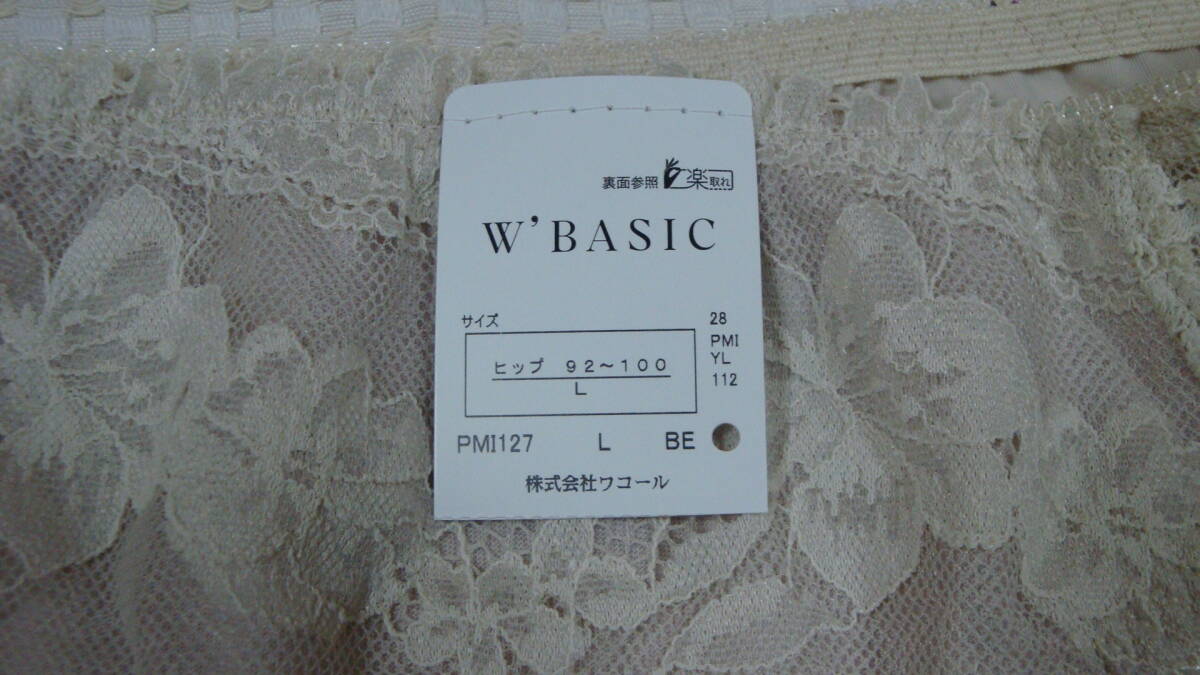 裏面参照 楽 取れ
W'BASIC
サイズ
ヒップ 92～100
L
28
PMI
YL
112
PMI127 L BE
株式会社ワコール